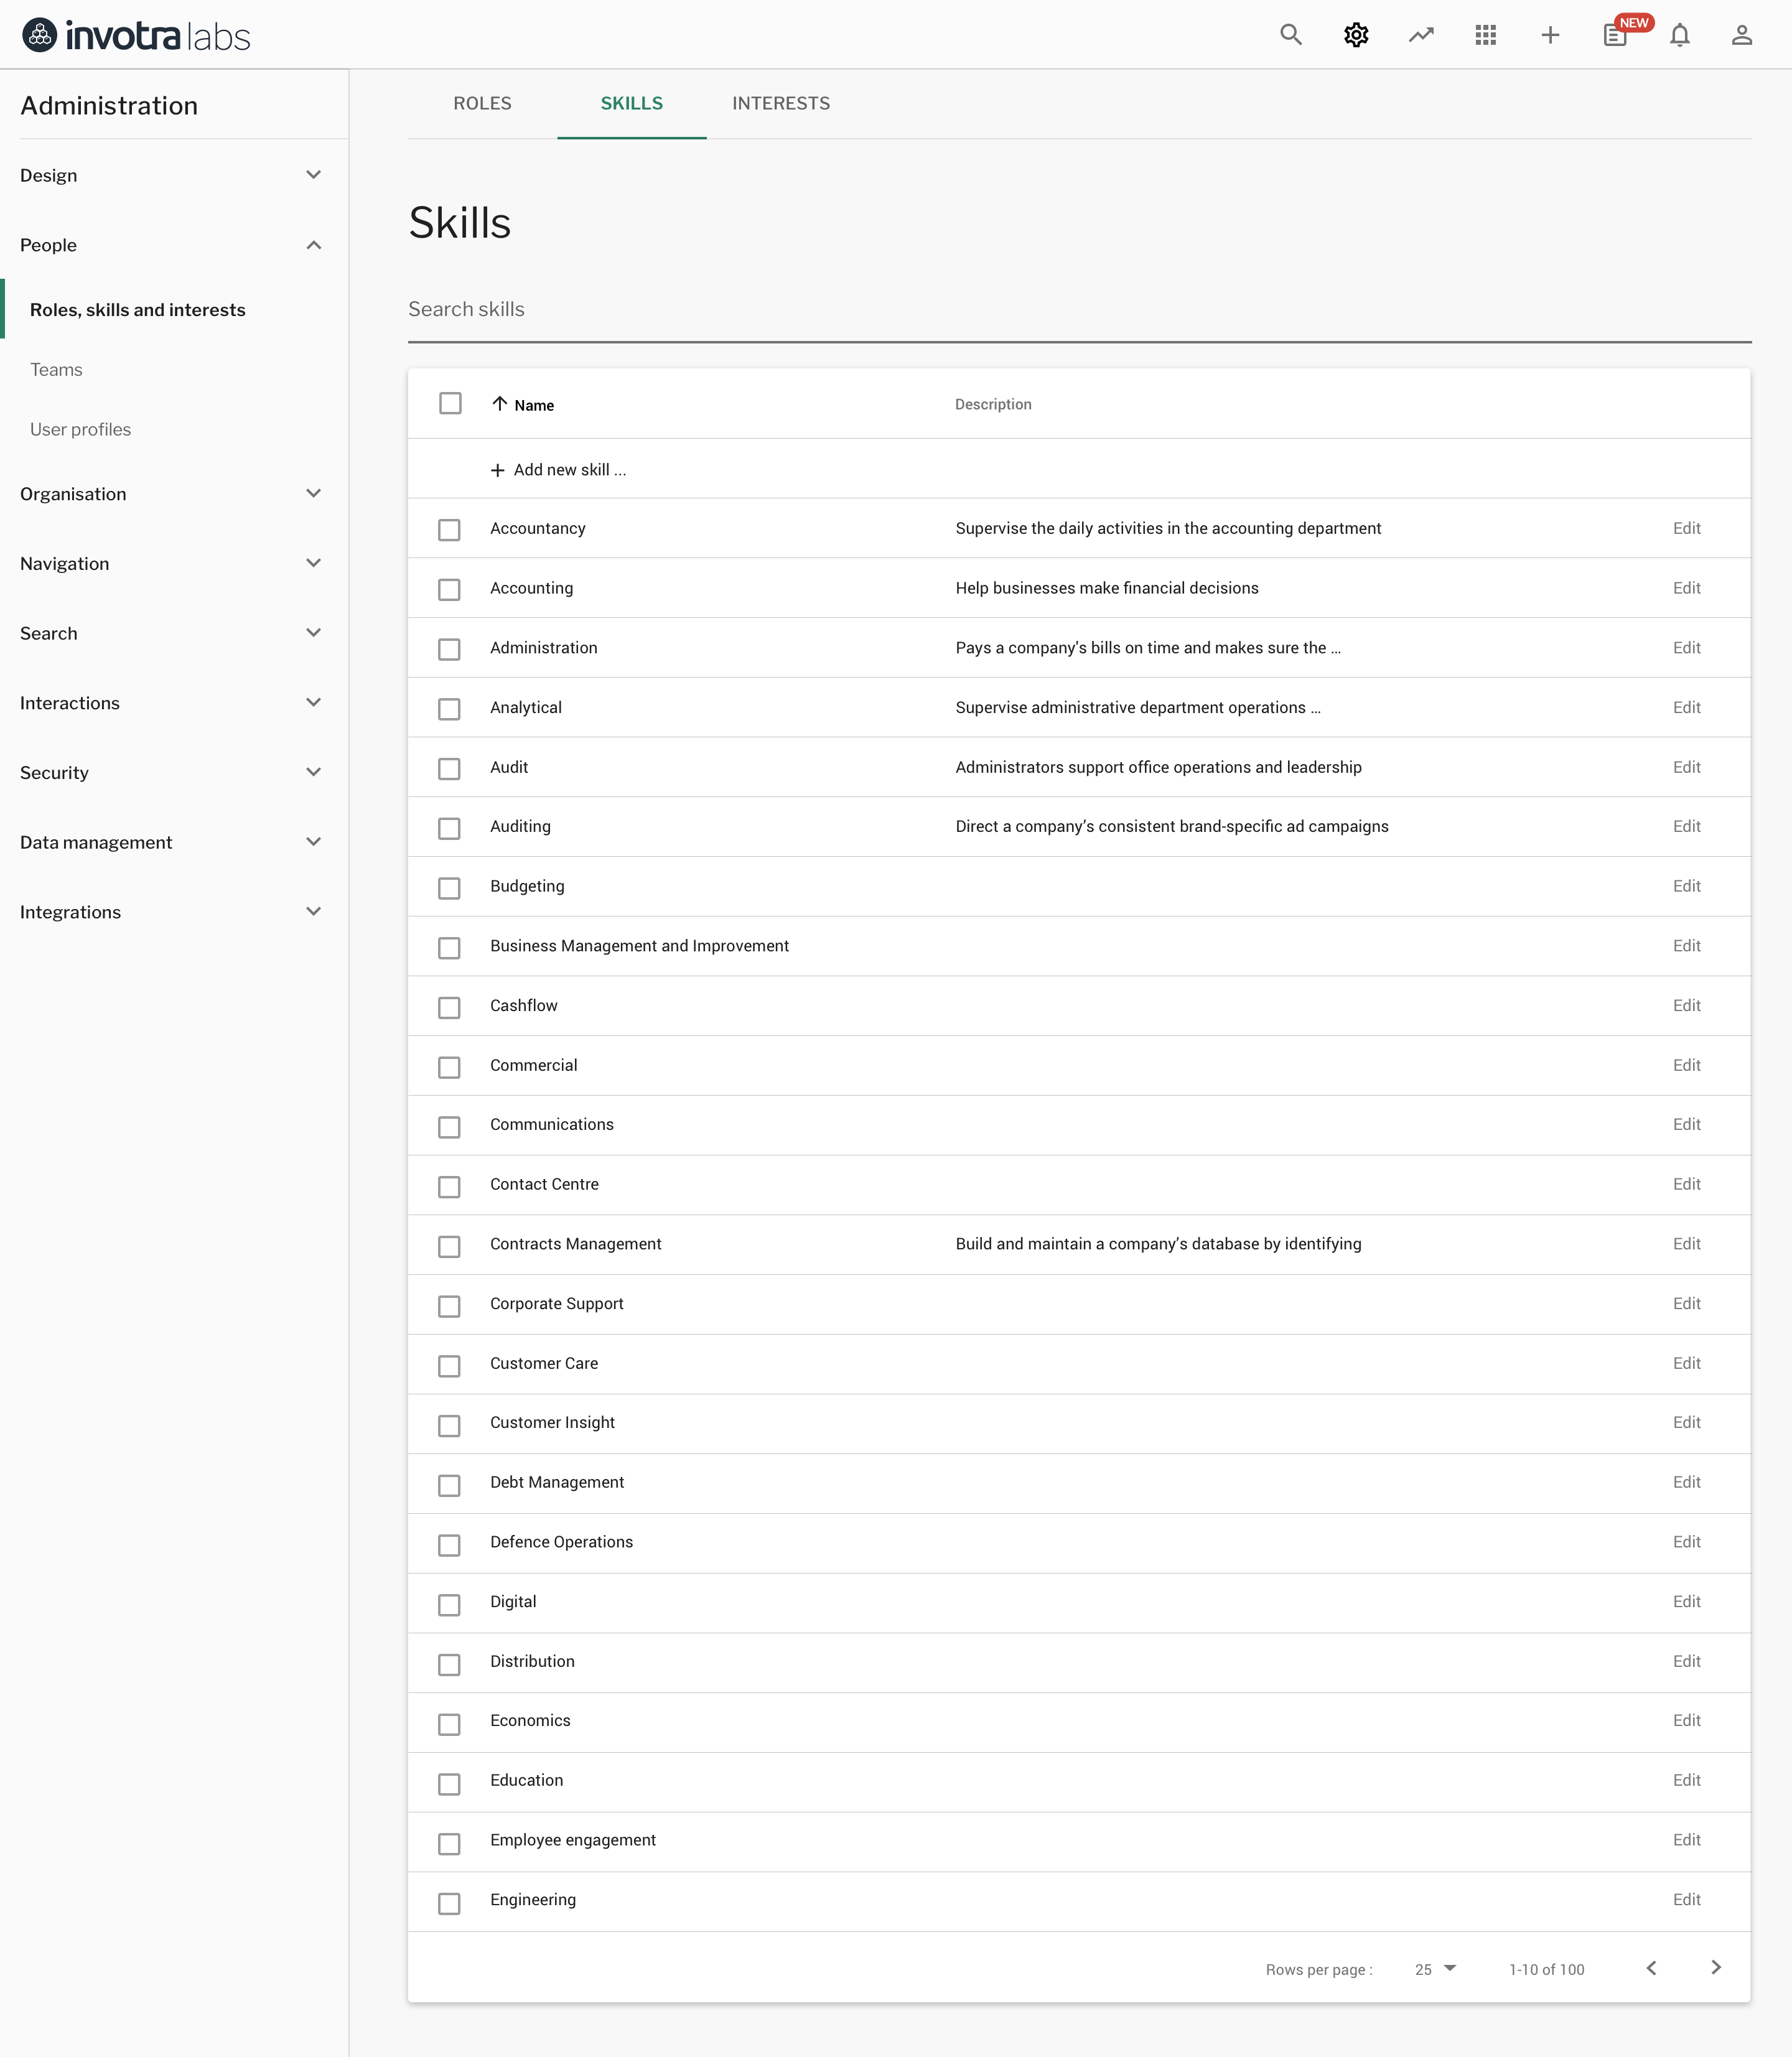 invotra labs
NEW
Administration
Design
People
Roles, skills and interests
Teams
User profiles
Organisation
Navigation
Search
Interactions
Security
Data management
Integrations
ROLES SKILLS INTERESTS
Skills
Search skills
Name Description
Add new skill ...
Accountancy Supervise the daily activities in the accounting department Edit
Accounting Help businesses make financial decisions Edit
Administration Pays a company's bills on time and makes sure the ... Edit
Analytical Supervise administrative department operations ... Edit
Audit Administrators support office operations and leadership Edit
Auditing Direct a company's consistent brand-specific ad campaigns Edit
Budgeting Edit
Business Management and Improvement Edit
Cashflow Edit
Commercial Edit
Communications Edit
Contact Centre Edit
Contracts Management Build and maintain a company's database by identifying Edit
Corporate Support Edit
Customer Care Edit
Customer Insight Edit
Debt Management Edit
Defence Operations Edit
Digital Edit
Distribution Edit
Economics Edit
Education Edit
Employee engagement Edit
Engineering Edit
Rows per page : 25 1-10 of 100